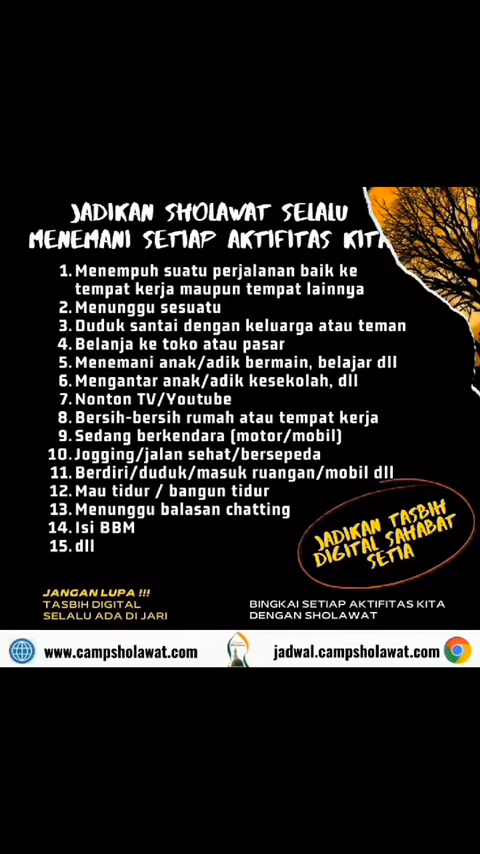 JADIKAN SHOLAWAT SELALU
MENEMANI SETIAP AKTIFITAS KITA
1. Menempuh suatu perjalanan baik ke
tempat kerja maupun tempat lainnya
2. Menunggu sesuatu
3. Duduk santai dengan keluarga atau teman
4. Belanja ke toko atau pasar
5. Menemani anak/adik bermain, belajar dll
6. Mengantar anak/adik kesekolah, dll
7. Nonton TV/Youtube
8. Bersih-bersih rumah atau tempat kerja
9. Sedang berkendara (motor/mobil)
10. Jogging/jalan sehat/bersepeda
11. Berdiri/duduk/masuk ruangan/mobil dll
12. Mau tidur / bangun tidur
13. Menunggu balasan chatting
14. Isi BBM
15. dll
JADIKAN TASBIH
DIGITAL SAHABAT
SETIA
JANGAN LUPA !!!
TASBIH DIGITAL
SELALU ADA DI JARI
BINGKAI SETIAP AKTIFITAS KITA
DENGAN SHOLAWAT
www.campsholawat.com
jadwal.campsholawat.com